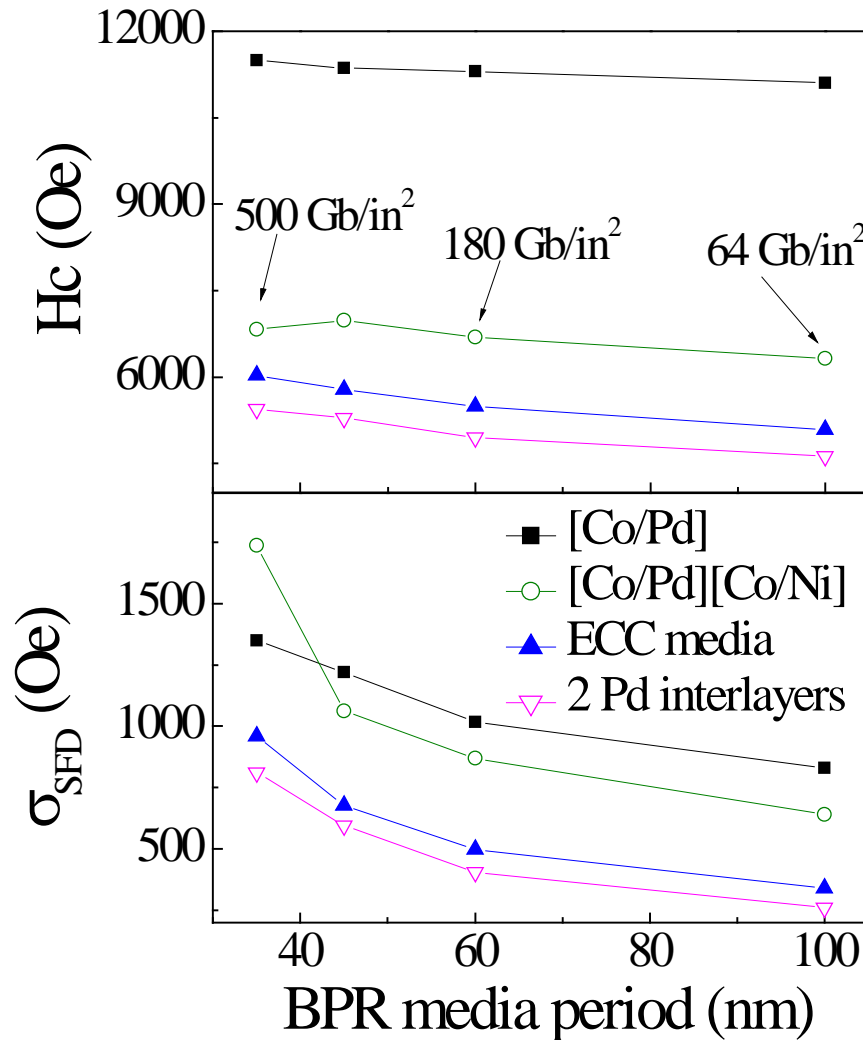 12000
9000
6000
Hc (Oe)
500 Gb/in²
180 Gb/in²
64 Gb/in²
[Co/Pd]
[Co/Pd][Co/Ni]
ECC media
2 Pd interlayers
1500
1000
500
σSFD (Oe)
40 60 80 100
BPR media period (nm)